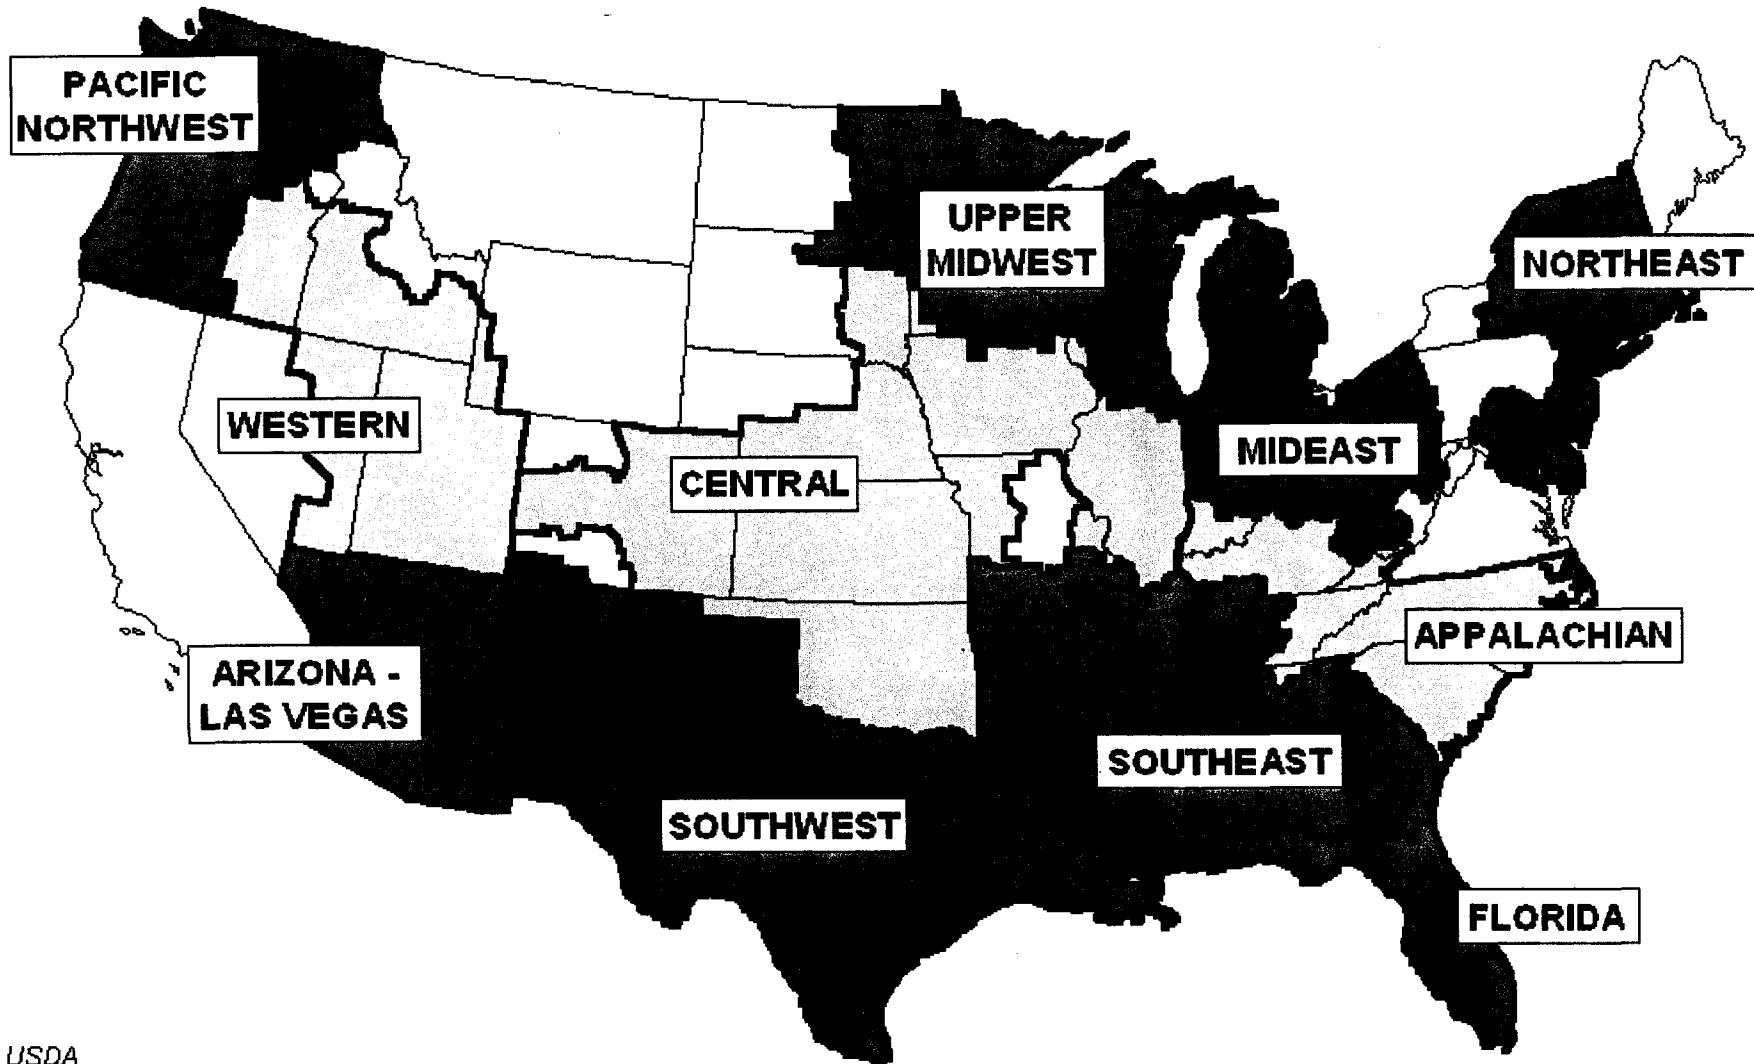 PACIFIC
NORTHWEST
UPPER
MIDWEST
NORTHEAST
WESTERN
CENTRAL
MIDEAST
APPALACHIAN
ARIZONA -
LAS VEGAS
SOUTHEAST
SOUTHWEST
FLORIDA
USDA